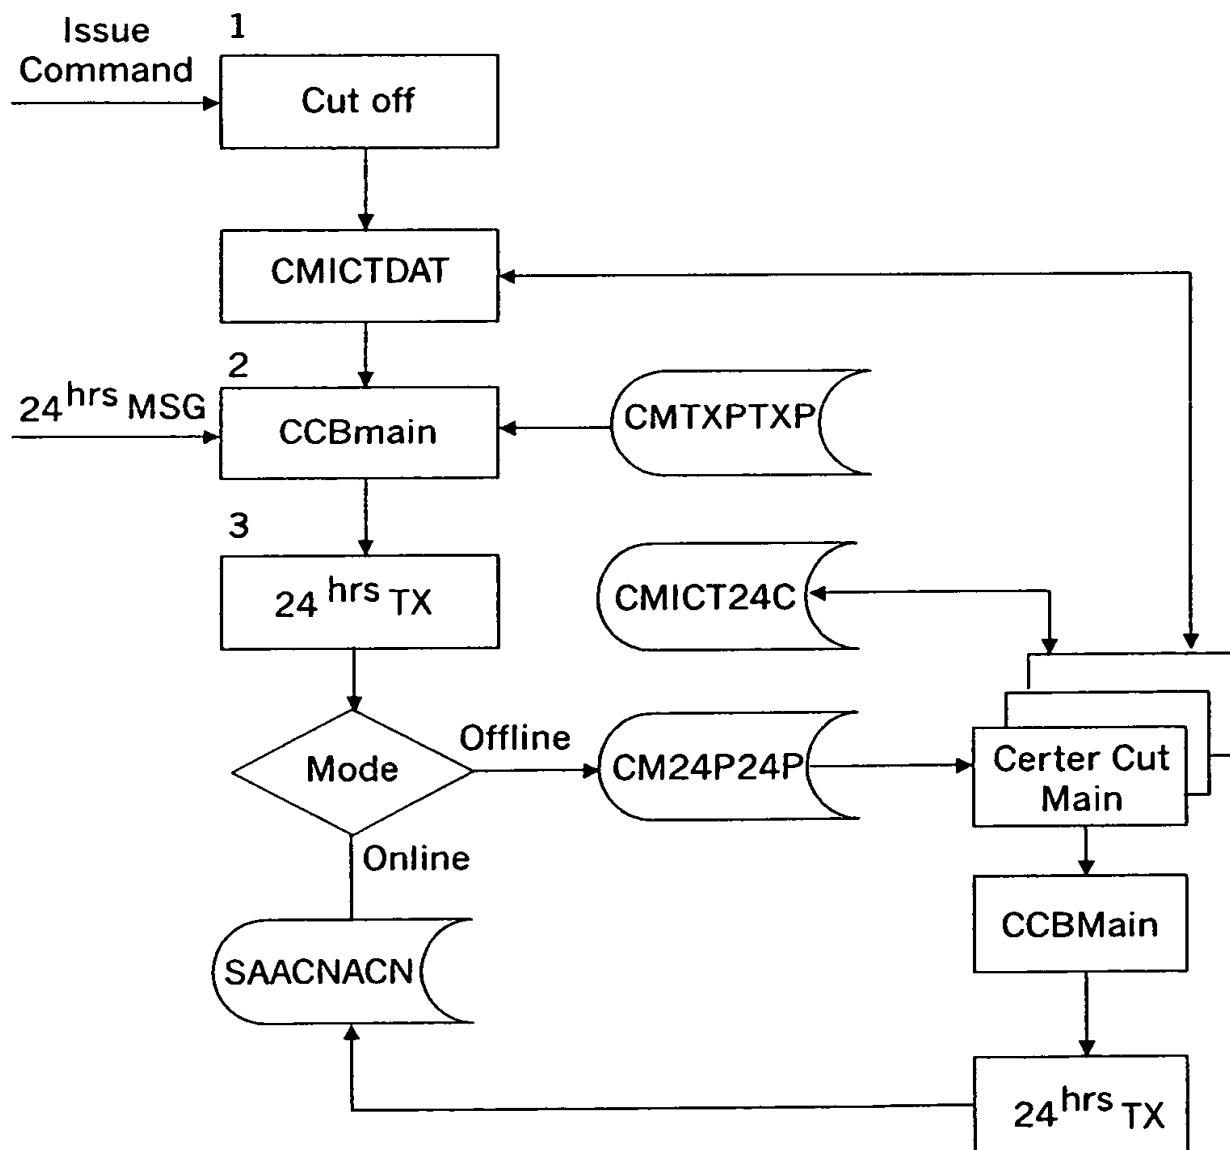 Issue
Command
1
Cut off
CMICTDAT
2
24hrs MSG
CCBmain
CMTXPTXP
3
24hrs TX
CMICT24C
Mode
Offline
CM24P24P
Certer Cut
Main
Online
SAACNACN
CCBMain
24hrs TX